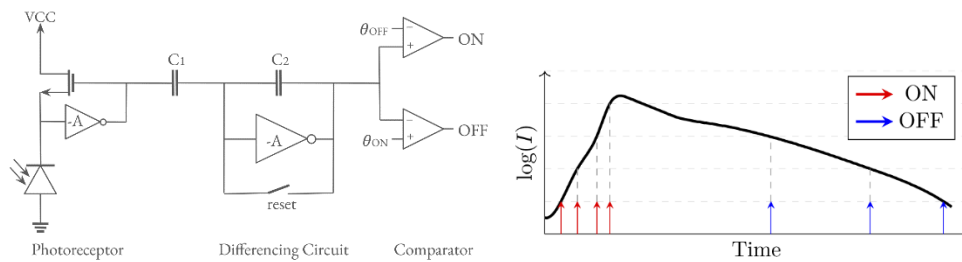 VCC
C1
C2
θOFF
−
+
ON
-A
-A
−
+
θON
OFF
reset
Photoreceptor
Differencing Circuit
Comparator
log(I)
ON
OFF
Time